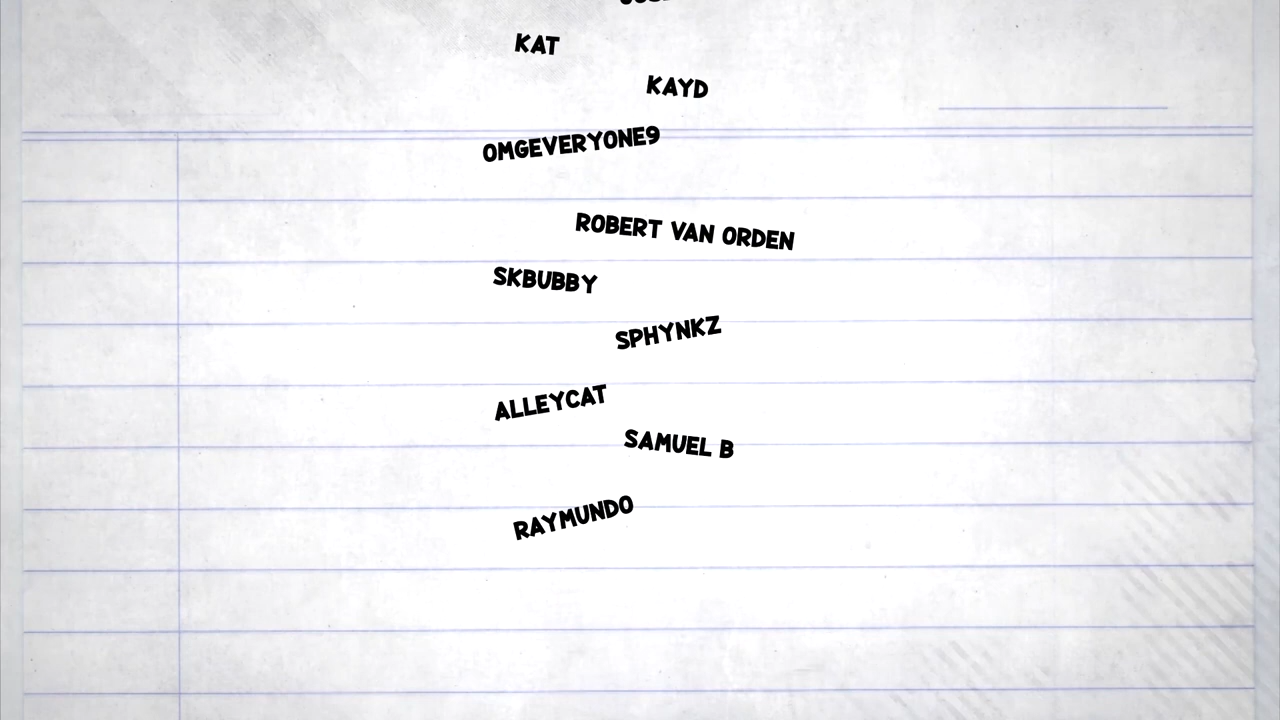 KAT
KAYD
OMGEVERYONE9
ROBERT VAN ORDEN
SKBUBBY
SPHYNKZ
ALLEYCAT
SAMUEL B
RAYMUNDO